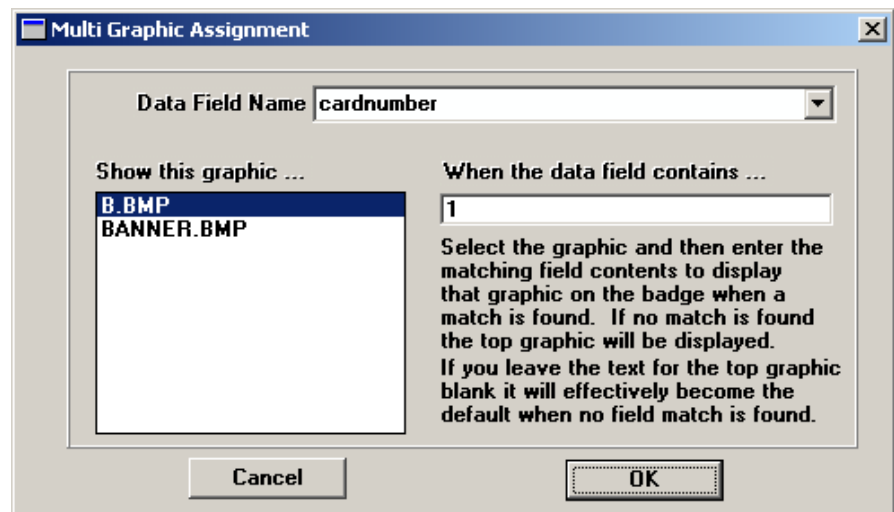 Multi Graphic Assignment
Data Field Name cardnumber
Show this graphic ...
B.BMP
BANNER.BMP
When the data field contains ...
1
Select the graphic and then enter the
matching field contents to display
that graphic on the badge when a
match is found.  If no match is found
the top graphic will be displayed.
If you leave the text for the top graphic
blank it will effectively become the
default when no field match is found.
Cancel
OK